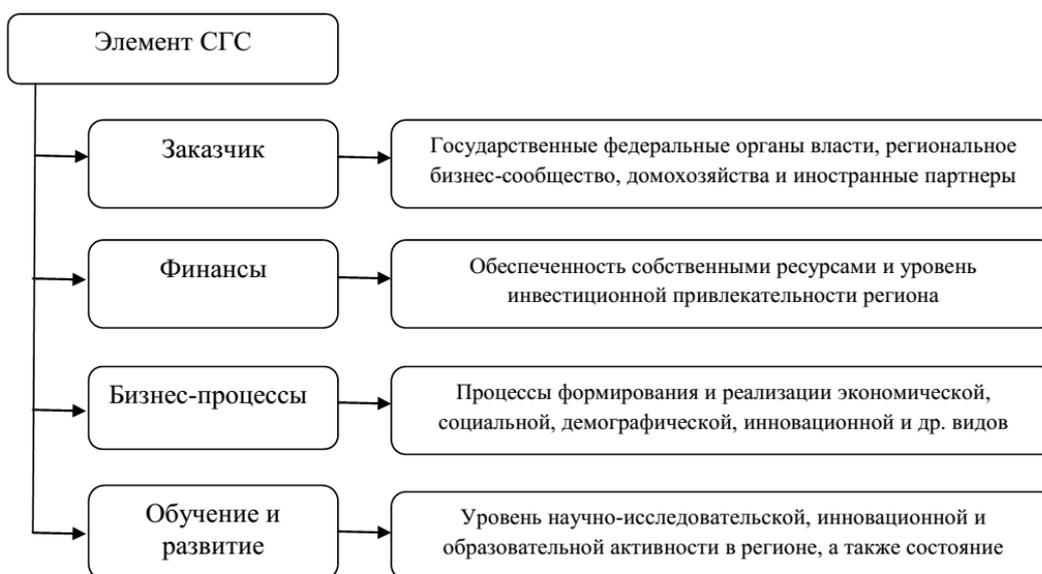 Элемент СГС
Заказчик
Государственные федеральные органы власти, региональное
бизнес-сообщество, домохозяйства и иностранные партнеры
Финансы
Обеспеченность собственными ресурсами и уровень
инвестиционной привлекательности региона
Бизнес-процессы
Процессы формирования и реализации экономической,
социальной, демографической, инновационной и др. видов
Обучение и
развитие
Уровень научно-исследовательской, инновационной и
образовательной активности в регионе, а также состояние